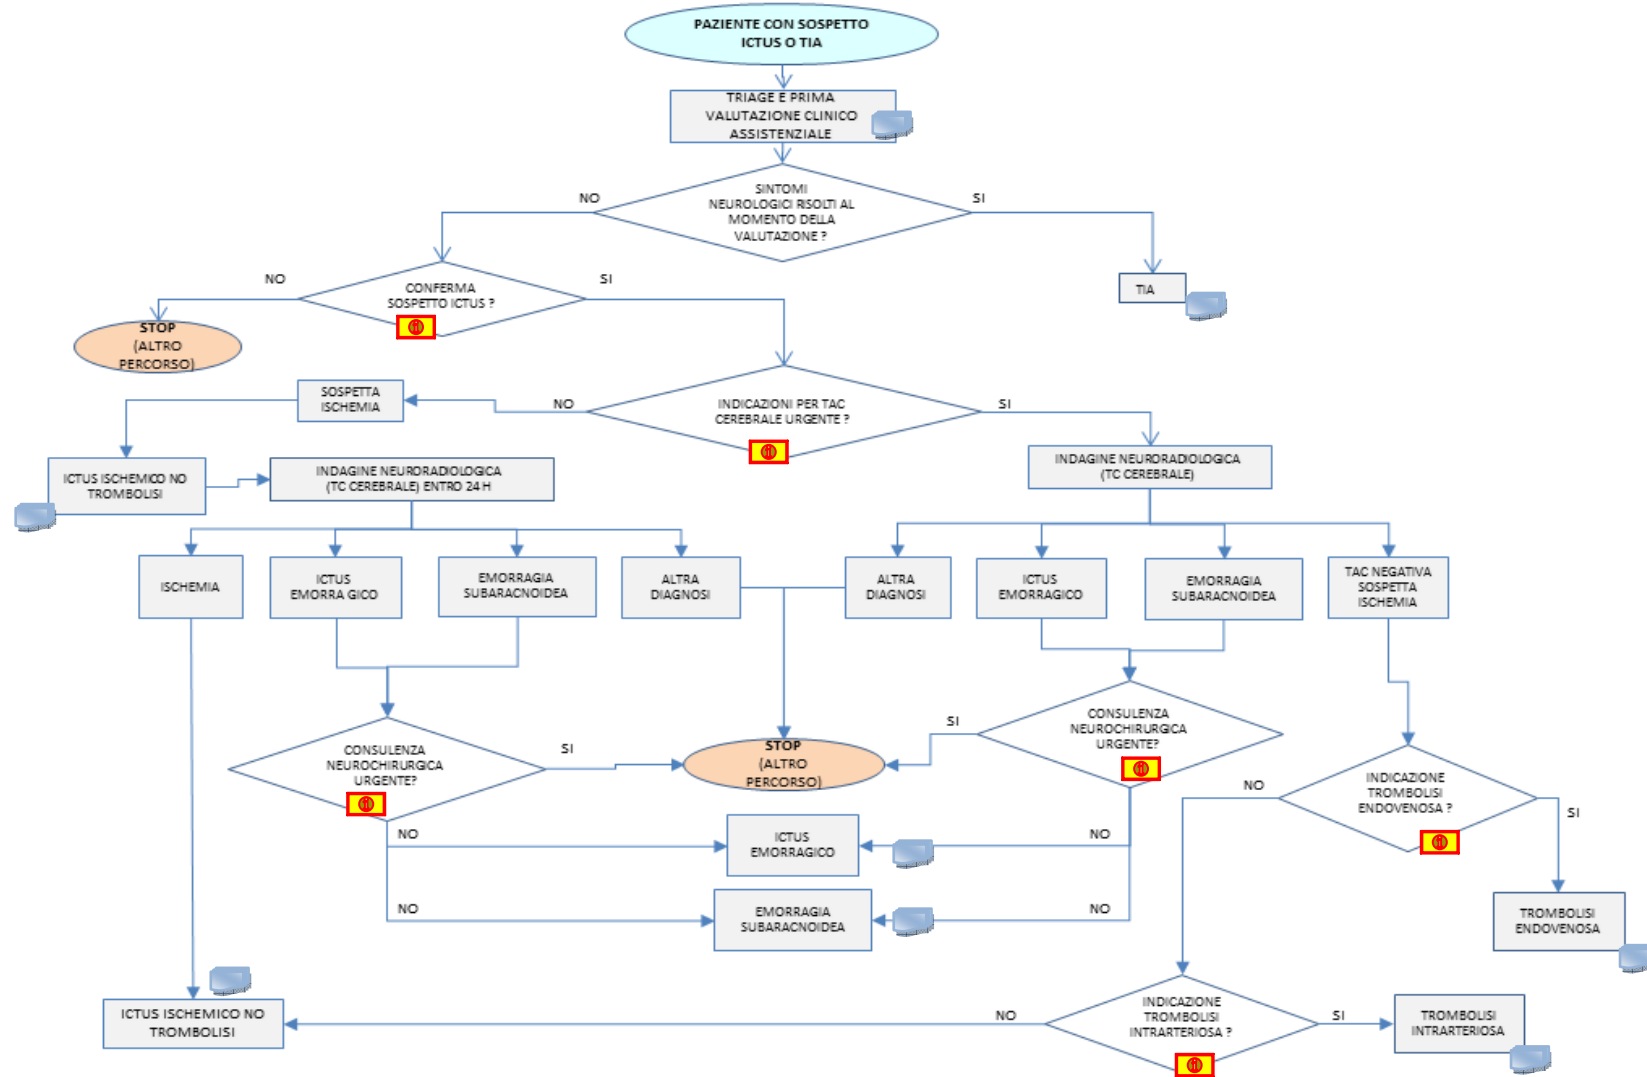 PAZIENTE CON SOSPETTO
ICTUS O TIA
TRIAGE E PRIMA
VALUTAZIONE CLINICO
ASSISTENZIALE
NO
SINTOMI
NEUROLOGICI RISOLTI AL
MOMENTO DELLA
VALUTAZIONE ?
SI
NO
CONFERMA
SOSPETTO ICTUS ?
SI
TIA
STOP
(ALTRO
PERCORSO)
SOSPETTA
ISCHEMIA
NO
INDICAZIONI PER TAC
CEREBRALE URGENTE ?
SI
ICTUS ISCHEMICO NO
TROMBOLISI
INDAGINE NEURORADIOLOGICA
(TC CEREBRALE) ENTRO 24 H
INDAGINE NEURORADIOLOGICA
(TC CEREBRALE)
ISCHEMIA
ICTUS
EMORRA GICO
EMORRAGIA
SUBARACNOIDEA
ALTRA
DIAGNOSI
ALTRA
DIAGNOSI
ICTUS
EMORRAGICO
EMORRAGIA
SUBARACNOIDEA
TAC NEGATIVA
SOSPETTA
ISCHEMIA
CONSULENZA
NEUROCHIRURGICA
URGENTE?
SI
STOP
(ALTRO
PERCORSO)
SI
CONSULENZA
NEUROCHIRURGICA
URGENTE?
NO
INDICAZIONE
TROMBOLISI
ENDOVENOSA ?
SI
NO
ICTUS
EMORRAGICO
NO
NO
EMORRAGIA
SUBARACNOIDEA
NO
TROMBOLISI
ENDOVENOSA
ICTUS ISCHEMICO NO
TROMBOLISI
NO
INDICAZIONE
TROMBOLISI
INTRARTERIOSA ?
SI
TROMBOLISI
INTRARTERIOSA